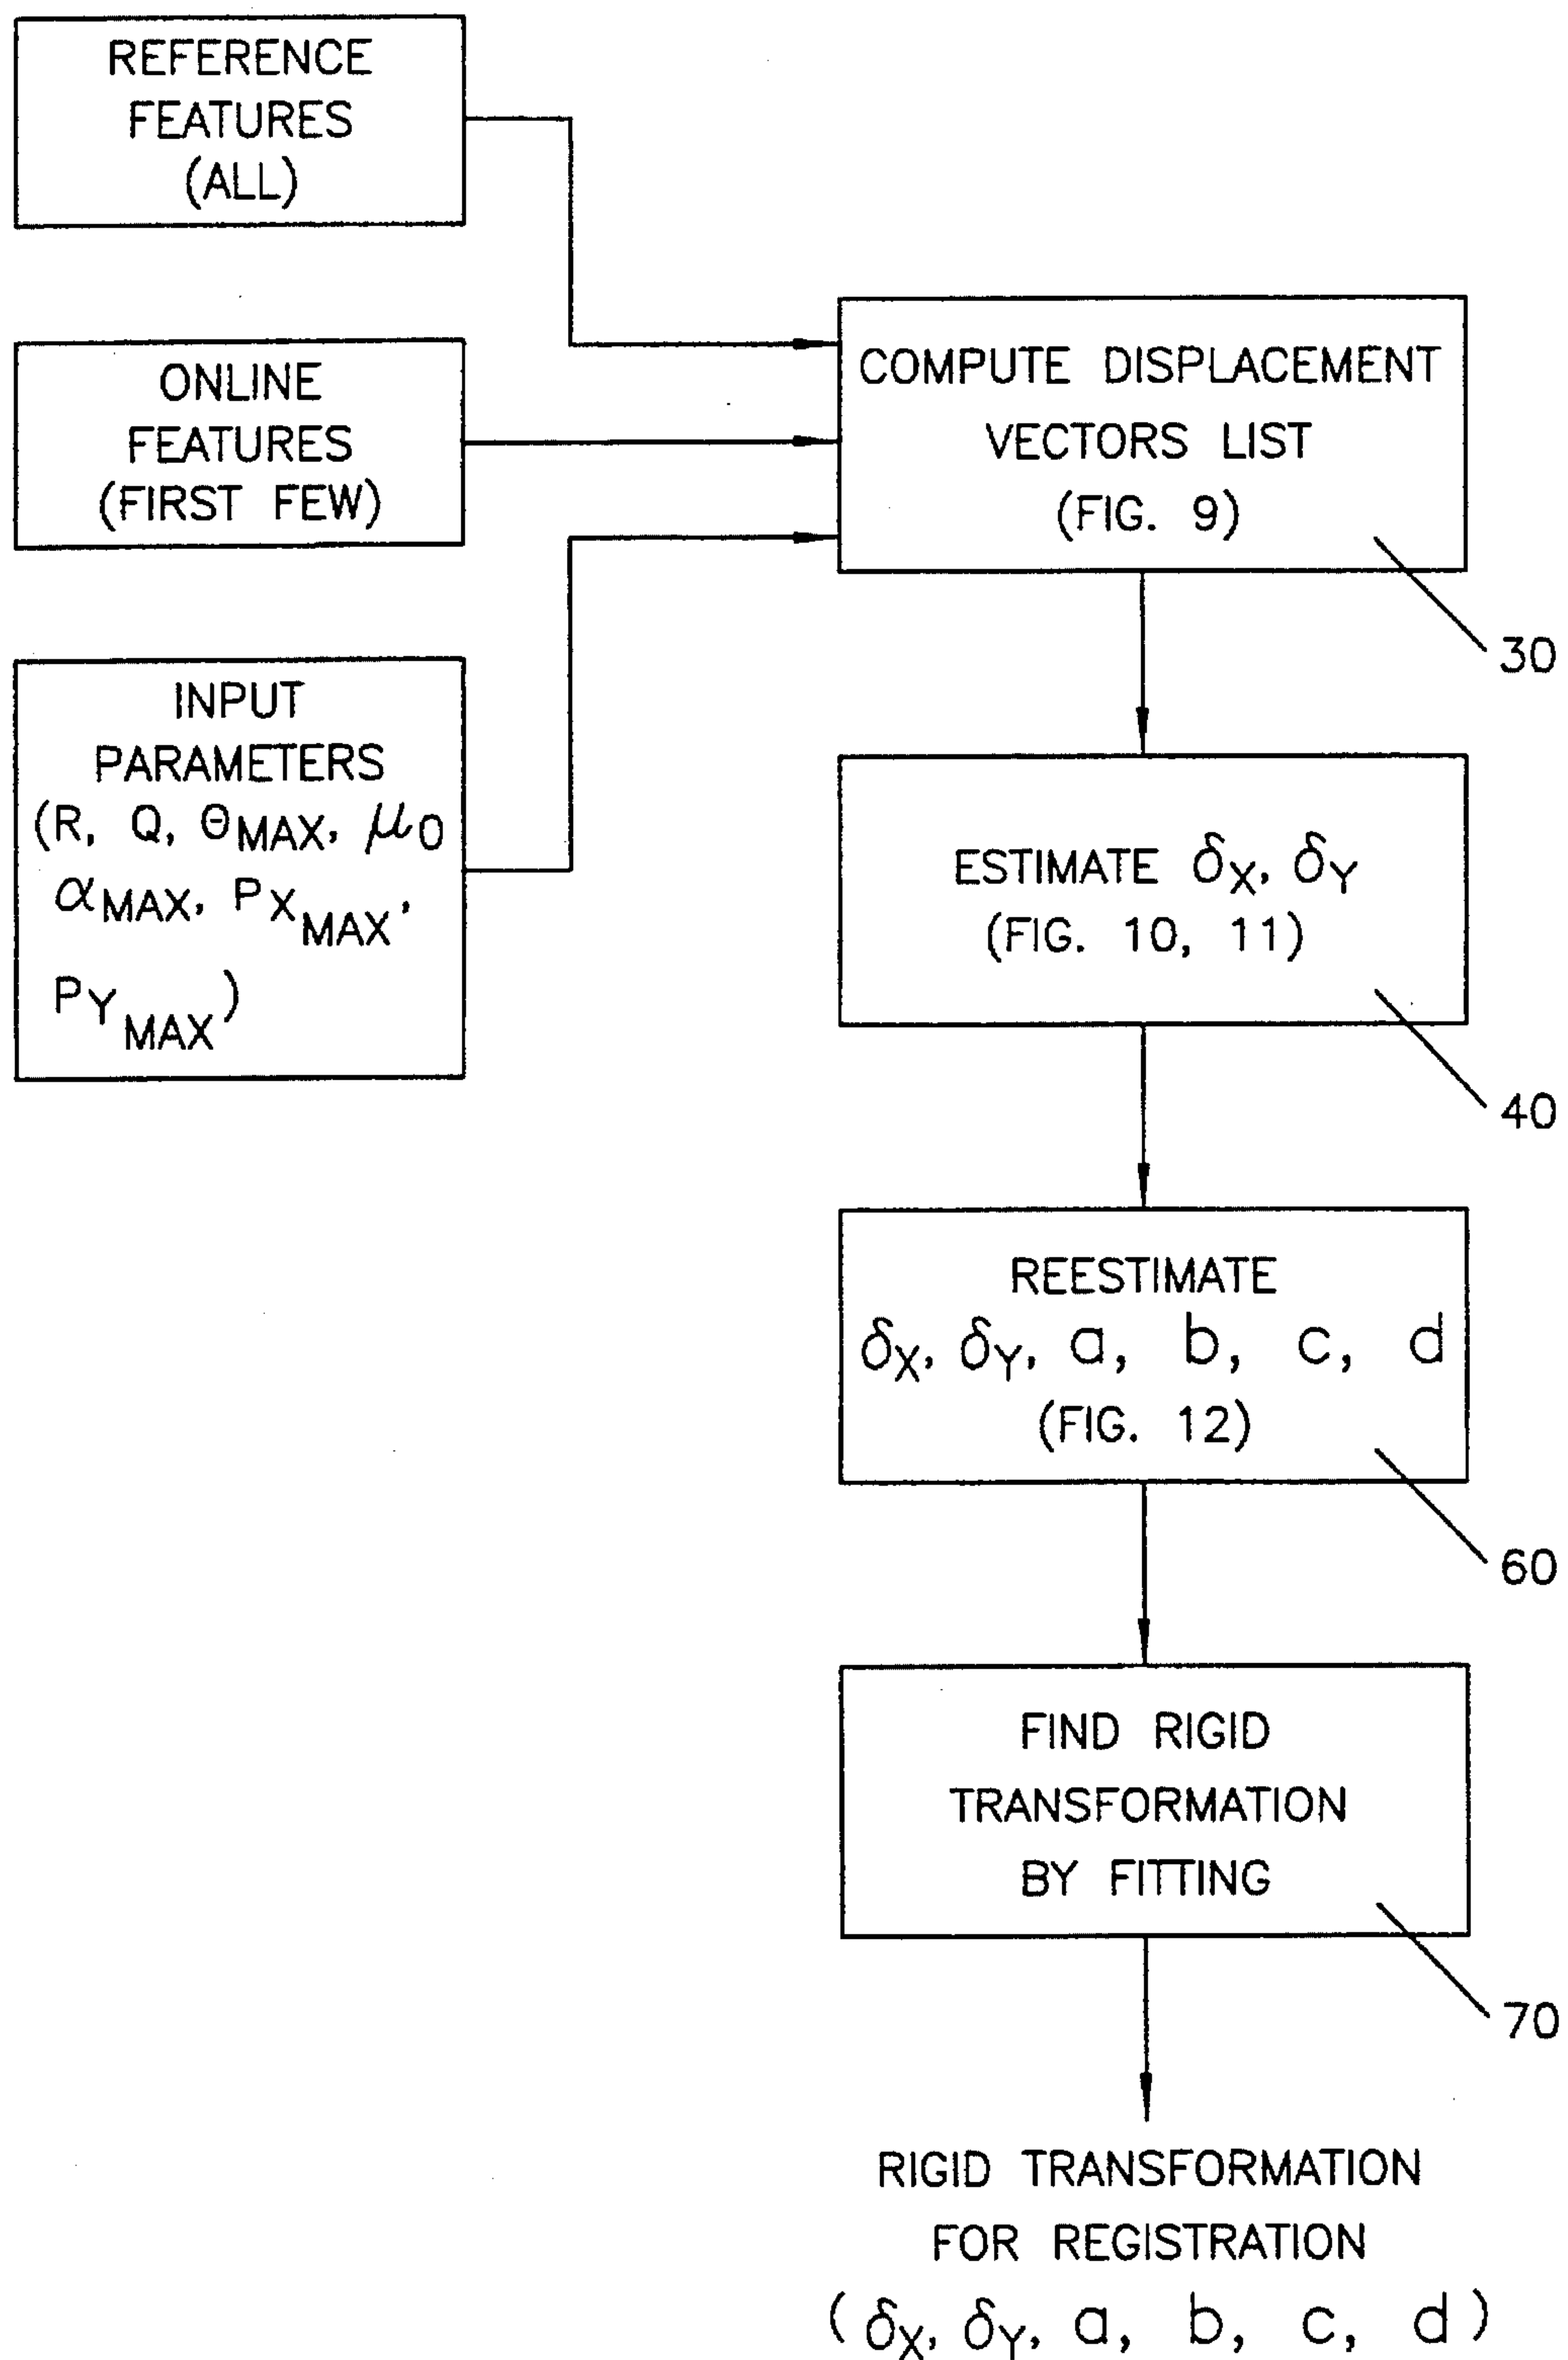 REFERENCE
FEATURES
(ALL)
ONLINE
FEATURES
(FIRST FEW)
INPUT
PARAMETERS
(R, Q, ΘMAX, μ0
αMAX, PXMAX,
PYMAX)
COMPUTE DISPLACEMENT
VECTORS LIST
(FIG. 9)
30
ESTIMATE δX, δY
(FIG. 10, 11)
40
REESTIMATE
δX, δY, a, b, c, d
(FIG. 12)
60
FIND RIGID
TRANSFORMATION
BY FITTING
70
RIGID TRANSFORMATION
FOR REGISTRATION
(δX, δY, a, b, c, d)